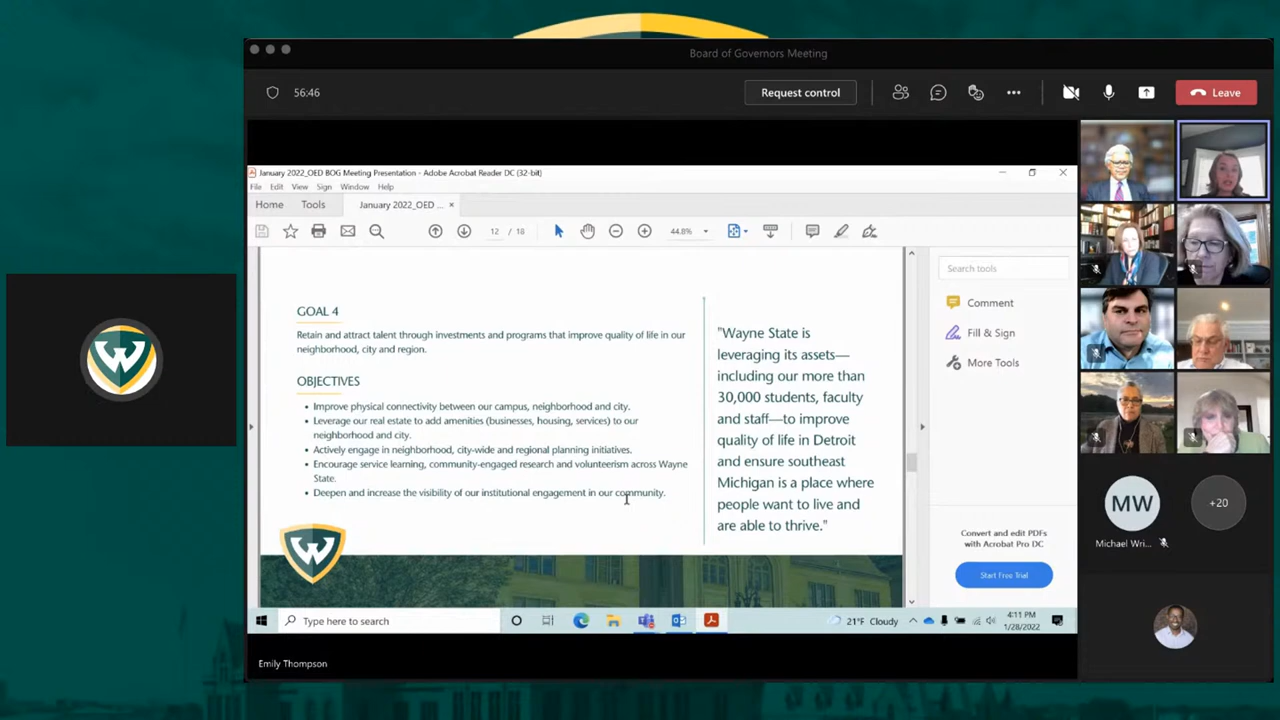 Board of Governors Meeting
56:46
Request control
Leave
January 2022_OED BOG Meeting Presentation - Adobe Acrobat Reader DC (32-bit)
File Edit View Sign Window Help
Home Tools January 2022_OED ... ×
12 / 18
44.8%
GOAL 4
Retain and attract talent through investments and programs that improve quality of life in our
neighborhood, city and region.
OBJECTIVES
• Improve physical connectivity between our campus, neighborhood and city.
• Leverage our real estate to add amenities (businesses, housing, services) to our
neighborhood and city.
• Actively engage in neighborhood, city-wide and regional planning initiatives.
• Encourage service learning, community-engaged research and volunteerism across Wayne
State.
• Deepen and increase the visibility of our institutional engagement in our community.
"Wayne State is
leveraging its assets—
including our more than
30,000 students, faculty
and staff—to improve
quality of life in Detroit
and ensure southeast
Michigan is a place where
people want to live and
are able to thrive."
Search tools
Comment
Fill & Sign
More Tools
Convert and edit PDFs
with Acrobat Pro DC
Start Free Trial
W
W
MW
+20
Michael Wri...
Type here to search
21°F Cloudy
4:11 PM
1/28/2022
Emily Thompson